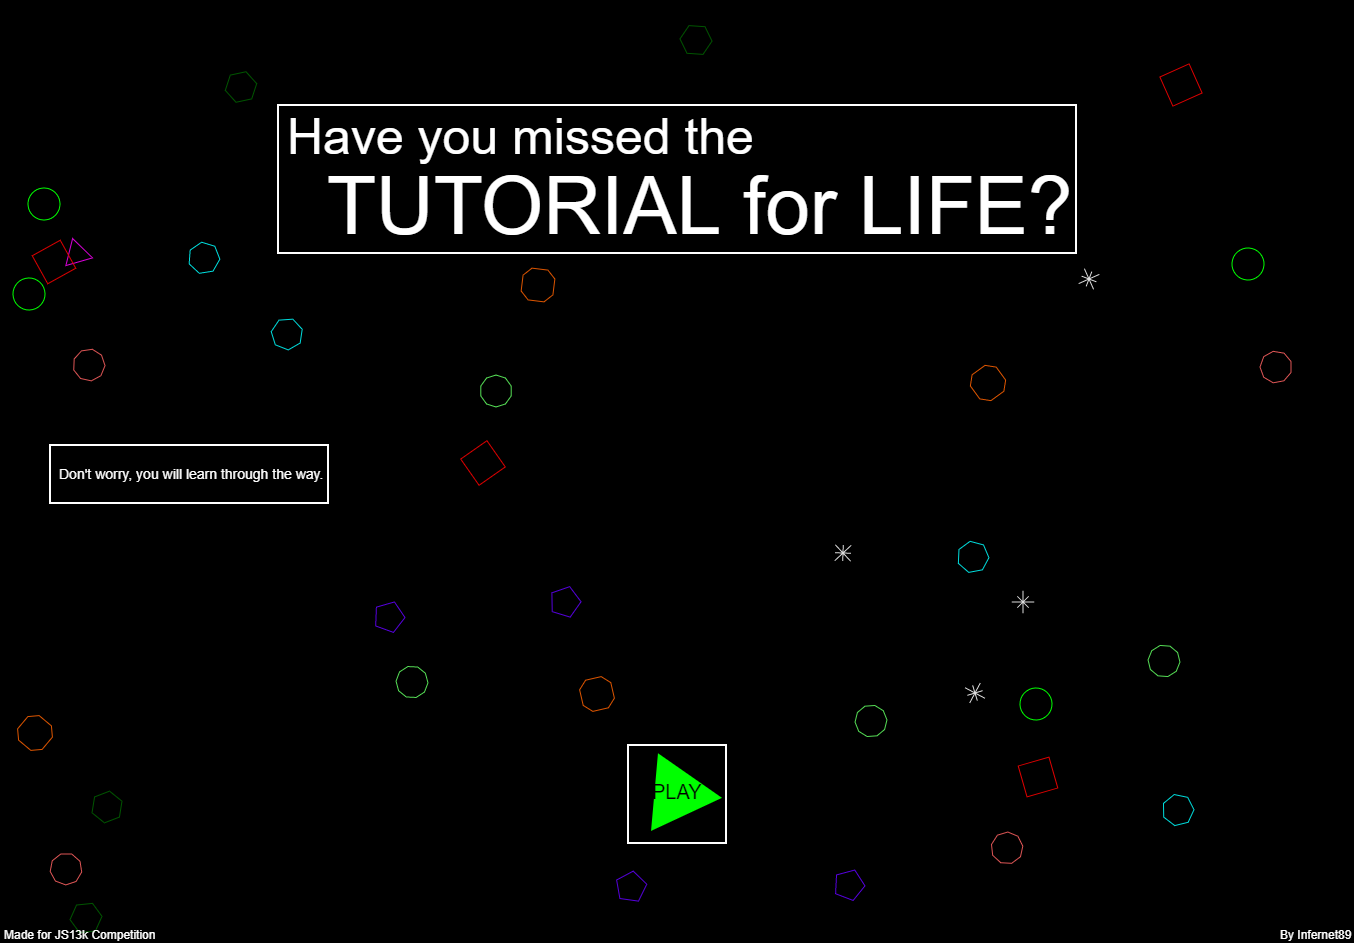 Have you missed the
TUTORIAL for LIFE?
Don't worry, you will learn through the way.
PLAY
Made for JS13k Competition
By Infernet89